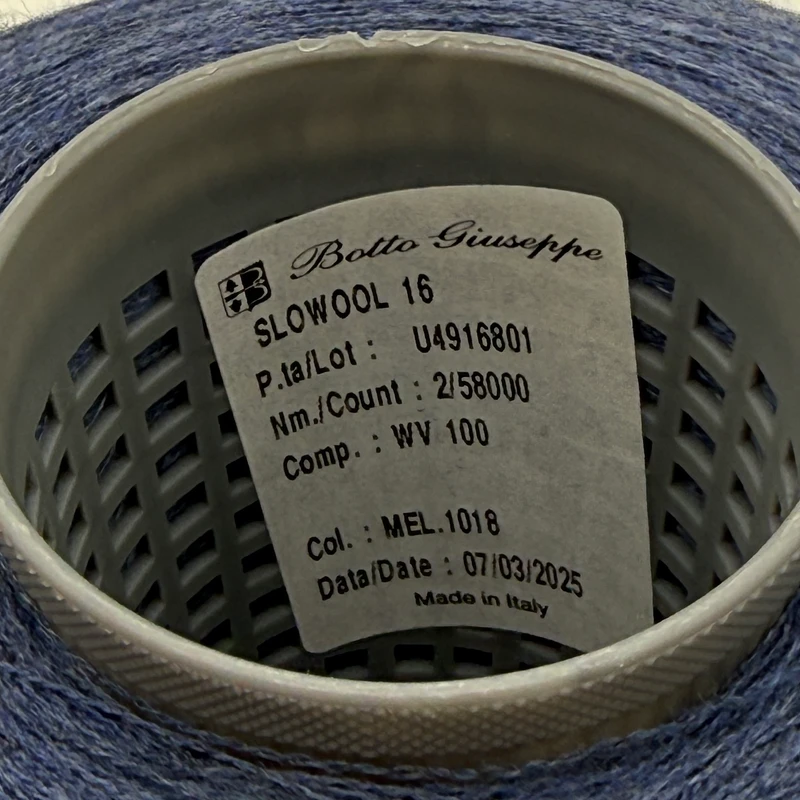 Botto Giuseppe
SLOWOOL 16
P.ta/Lot : U4916801
Nm./Count : 2/58000
Comp. : WV 100
Col. : MEL.1018
Data/Date : 07/03/2025
Made in Italy